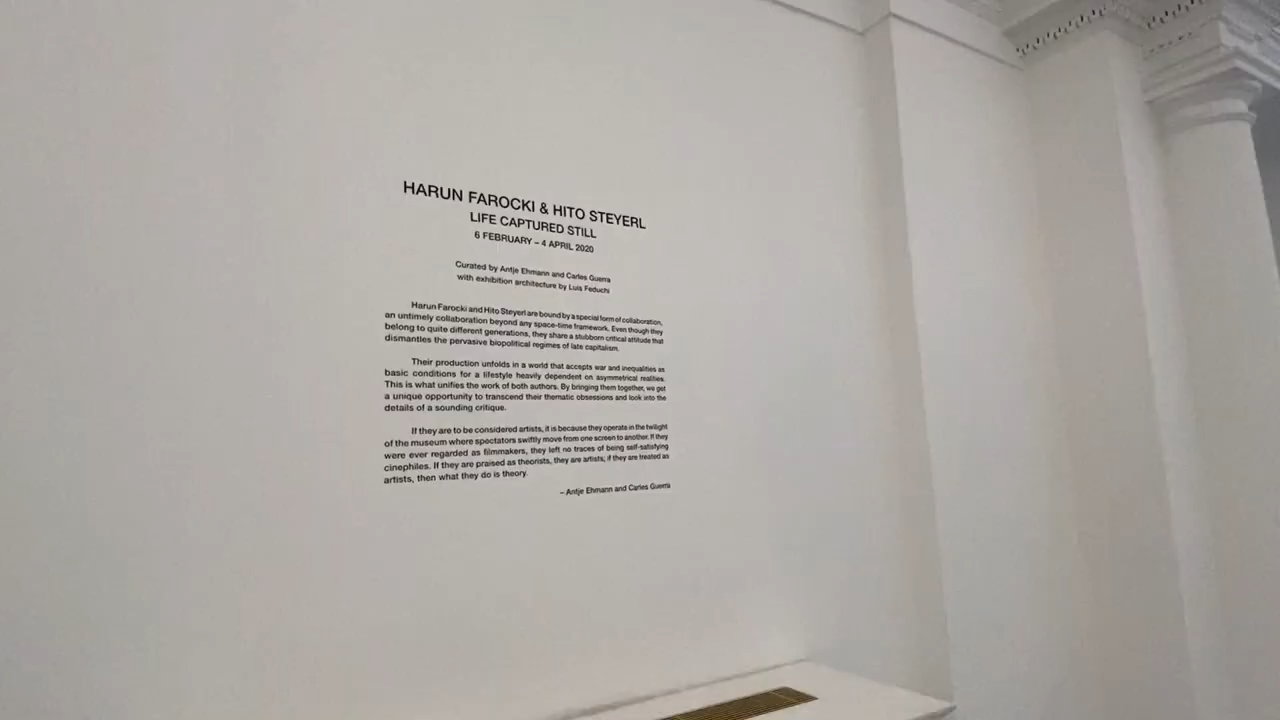 HARUN FAROCKI & HITO STEYERL
LIFE CAPTURED STILL
6 FEBRUARY – 4 APRIL 2020
Curated by Antje Ehmann and Carles Guerra
with exhibition architecture by Luis Feduchi
Harun Farocki and Hito Steyerl are bound by a special form of collaboration,
an untimely collaboration beyond any space-time framework. Even though they
belong to quite different generations, they share a stubborn critical attitude that
dismantles the pervasive biopolitical regimes of late capitalism.
Their production unfolds in a world that accepts war and inequalities as
basic conditions for a lifestyle heavily dependent on asymmetrical realities.
This is what unifies the work of both authors. By bringing them together, we get
a unique opportunity to transcend their thematic obsessions and look into the
details of a sounding critique.
If they are to be considered artists, it is because they operate in the twilight
of the museum where spectators swiftly move from one screen to another. If they
were ever regarded as filmmakers, they left no traces of being self-satisfying
cinephiles. If they are praised as theorists, they are artists; if they are treated as
artists, then what they do is theory.
– Antje Ehmann and Carles Guerra